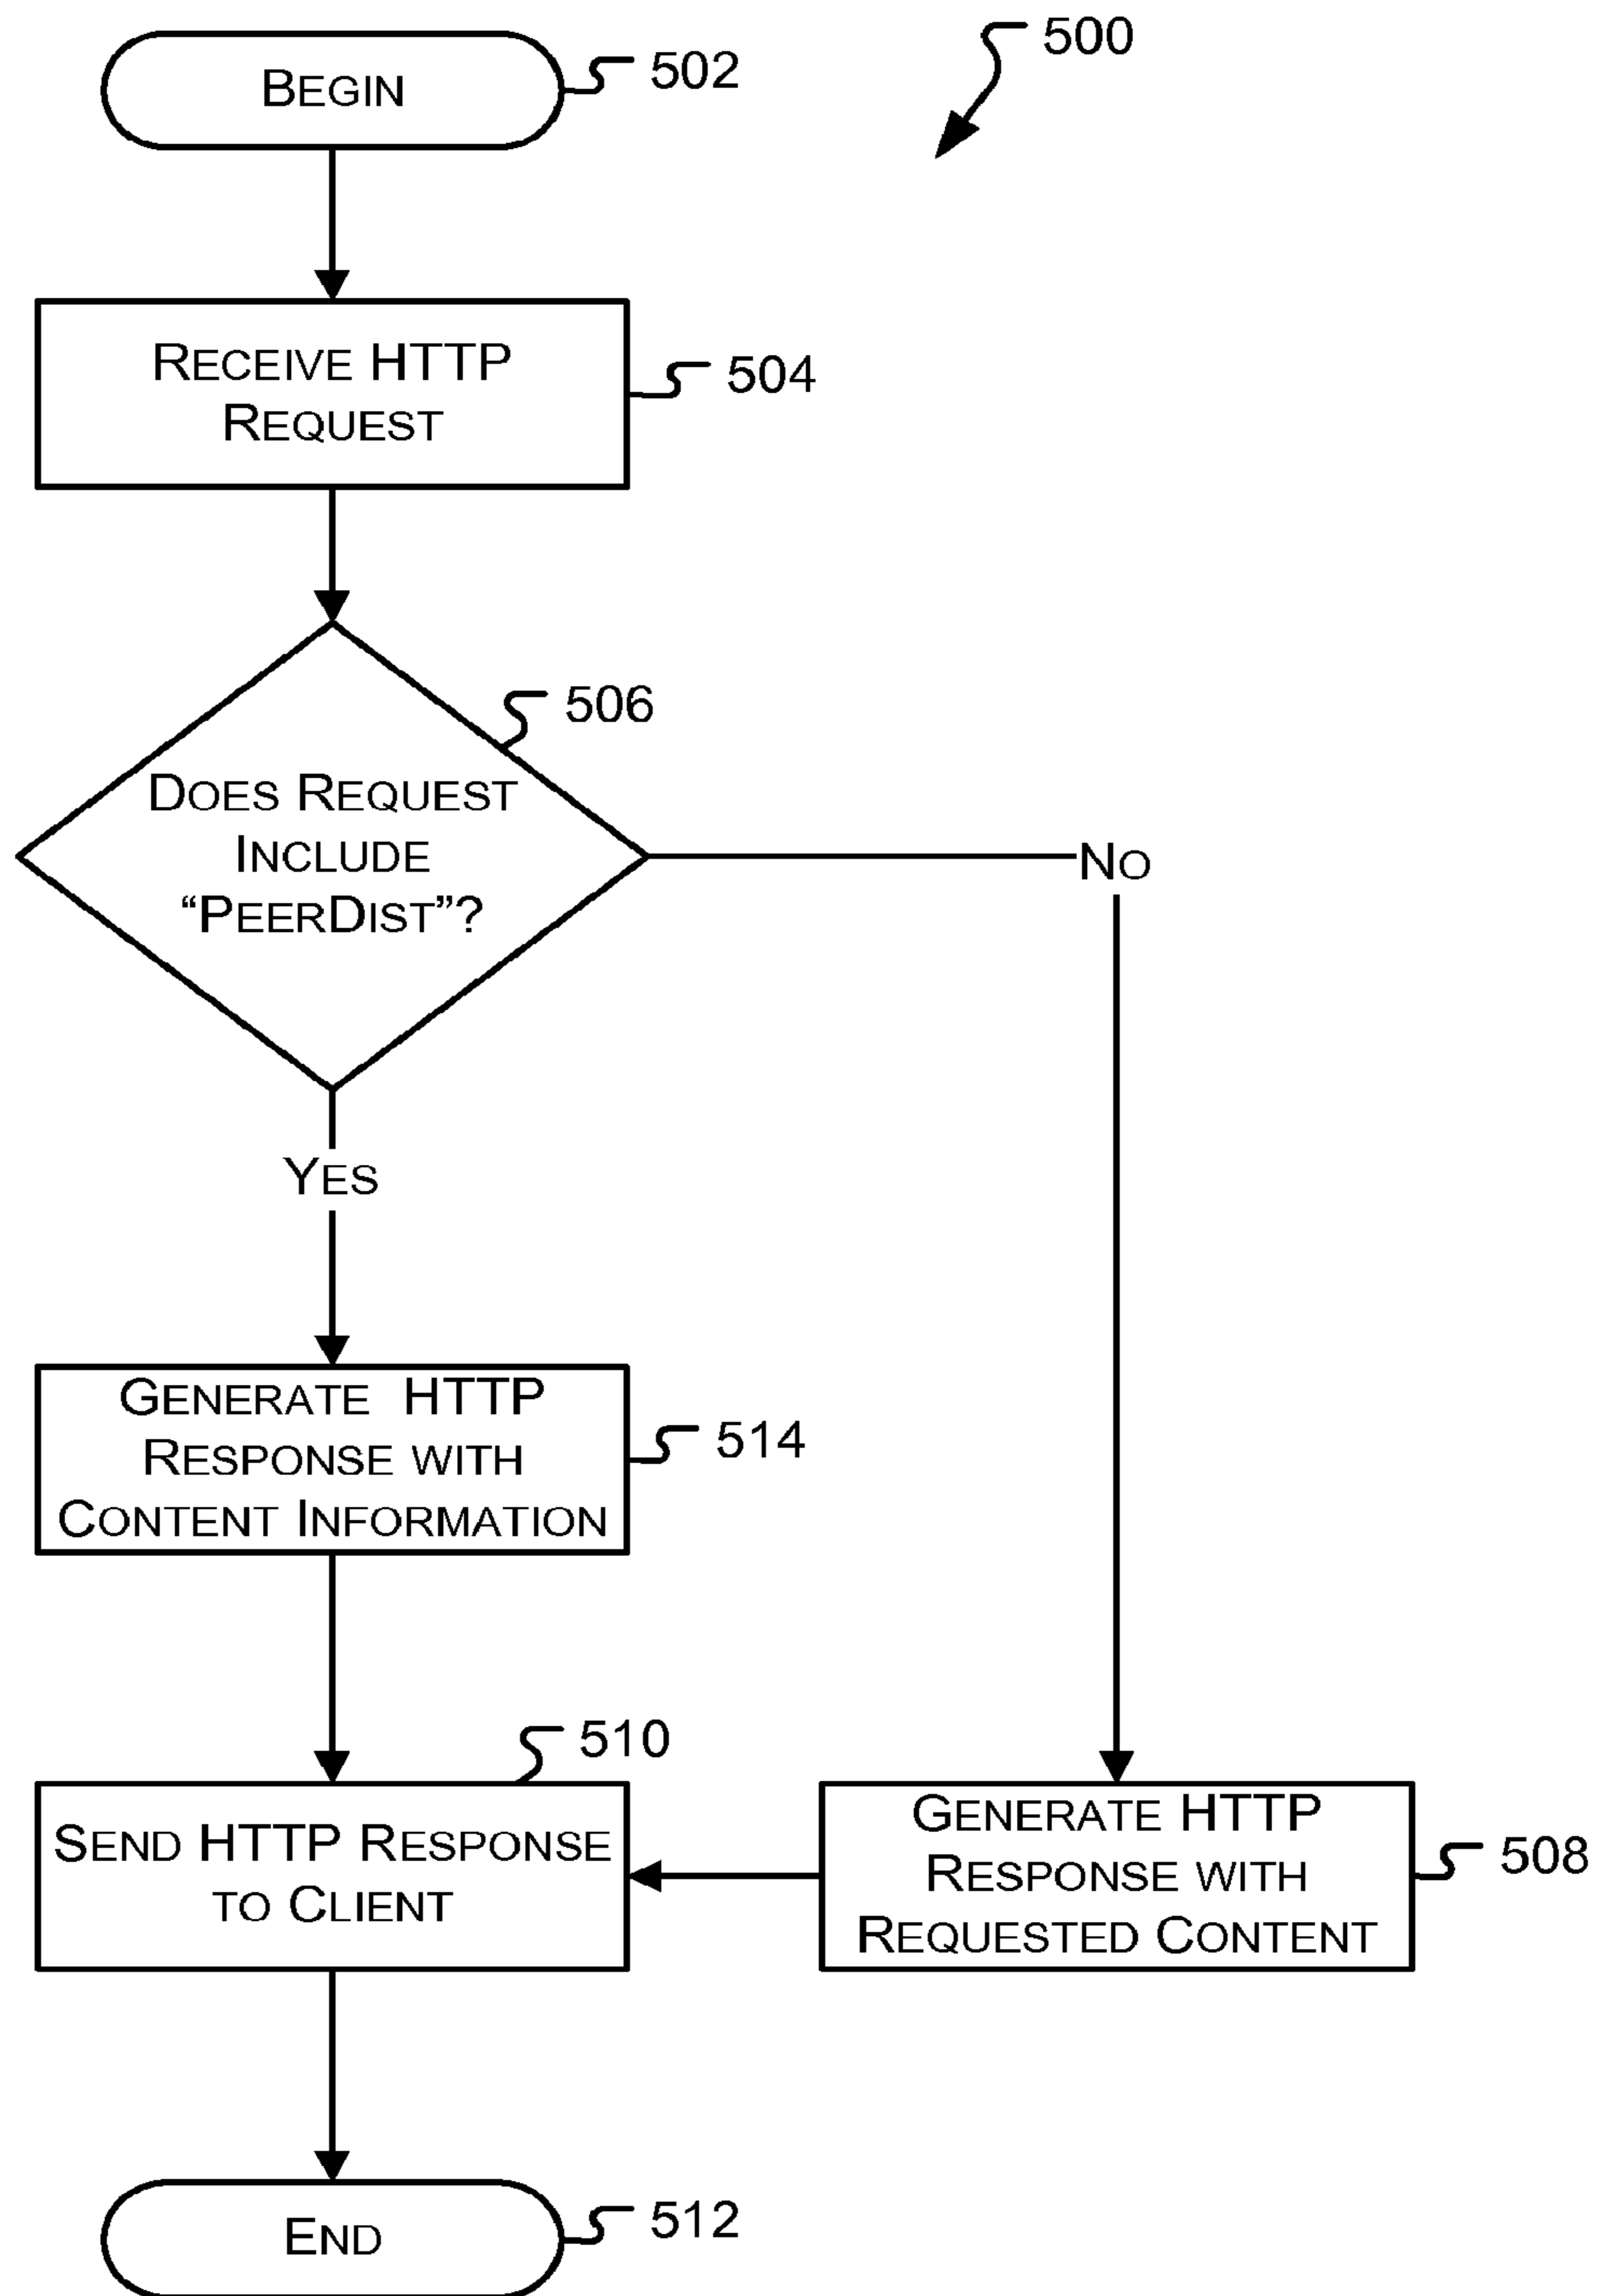 500
BEGIN
502
RECEIVE HTTP
REQUEST
504
506
DOES REQUEST
INCLUDE
“PEERDIST”?
NO
YES
GENERATE HTTP
RESPONSE WITH
CONTENT INFORMATION
514
510
SEND HTTP RESPONSE
TO CLIENT
GENERATE HTTP
RESPONSE WITH
REQUESTED CONTENT
508
END
512